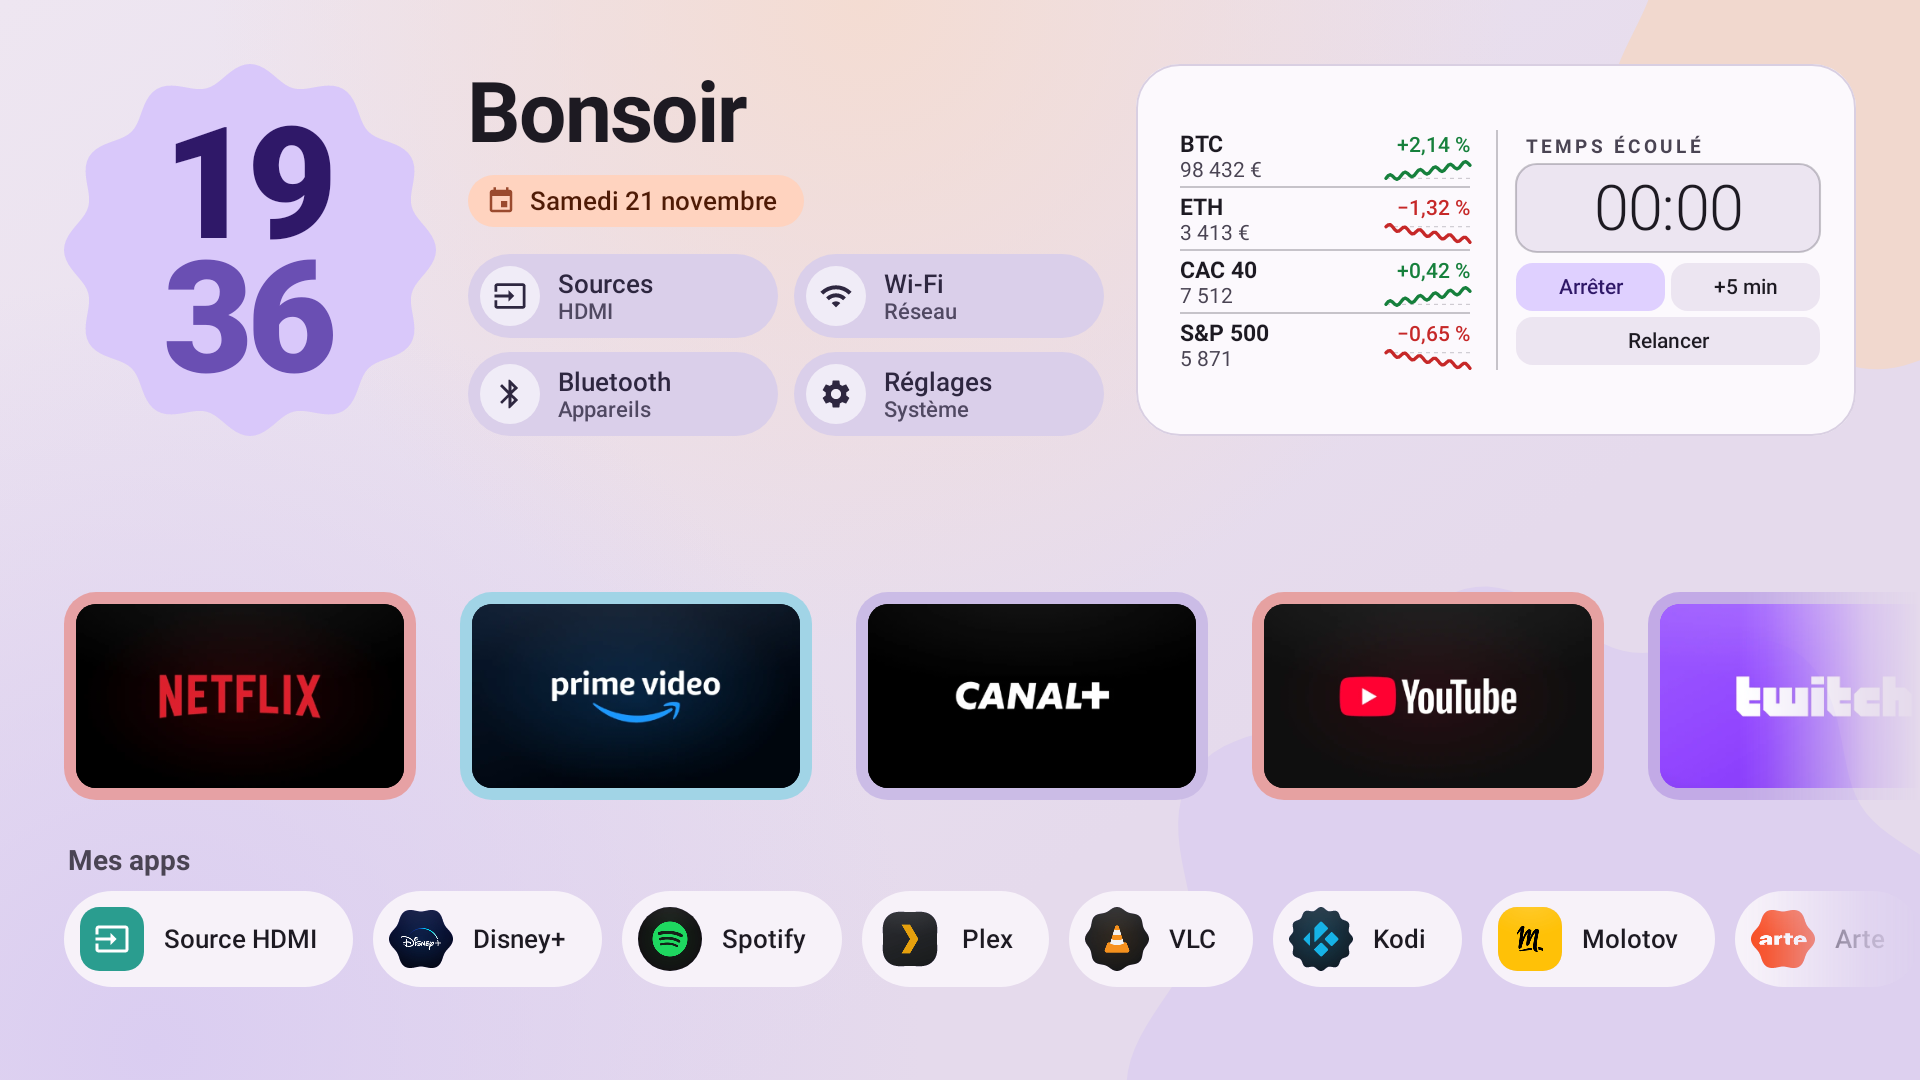 19
36
Bonsoir
Samedi 21 novembre
Sources
HDMI
Wi-Fi
Réseau
Bluetooth
Appareils
Réglages
Système
BTC
+2,14 %
98 432 €
ETH
−1,32 %
3 413 €
CAC 40
+0,42 %
7 512
S&P 500
−0,65 %
5 871
TEMPS ÉCOULÉ
00:00
Arrêter
+5 min
Relancer
NETFLIX
prime video
CANAL+
YouTube
twitch
Mes apps
Source HDMI
Disney+
Disney+
Spotify
Plex
VLC
Kodi
M.
Molotov
arte
Arte